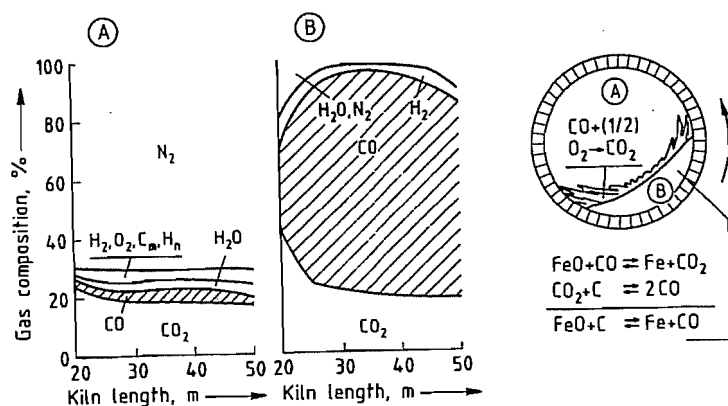 A
B
Gas composition, %
100
80
60
40
20
0
N₂
H₂,O₂,Cₘ,Hₙ
H₂O
CO
CO₂
20 30 40 50
Kiln length, m
H₂O,N₂
H₂
CO
CO₂
20 30 40 50
Kiln length, m
A
CO+(1/2)
O₂→CO₂
B
FeO+CO⇌Fe+CO₂
CO₂+C ⇌2CO
FeO+C ⇌Fe+CO